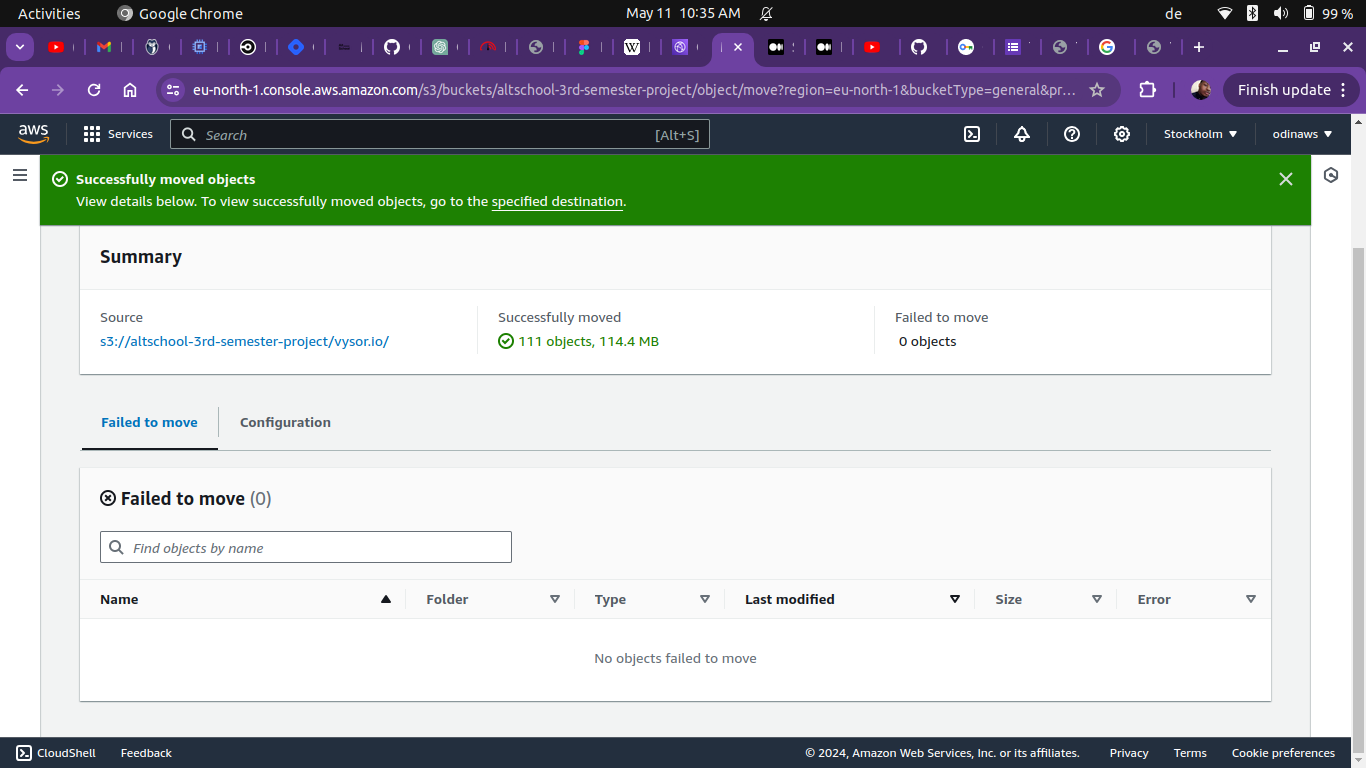 Activities Google Chrome May 11 10:35 AM de 99 %
eu-north-1.console.aws.amazon.com/s3/buckets/altschool-3rd-semester-project/object/move?region=eu-north-1&bucketType=general&pr... Finish update
aws Services Search [Alt+S] Stockholm odinaws
Successfully moved objects
View details below. To view successfully moved objects, go to the specified destination.
Summary
Source Successfully moved Failed to move
s3://altschool-3rd-semester-project/vysor.io/ 111 objects, 114.4 MB 0 objects
Failed to move Configuration
Failed to move (0)
Find objects by name
Name Folder Type Last modified Size Error
No objects failed to move
CloudShell Feedback © 2024, Amazon Web Services, Inc. or its affiliates. Privacy Terms Cookie preferences